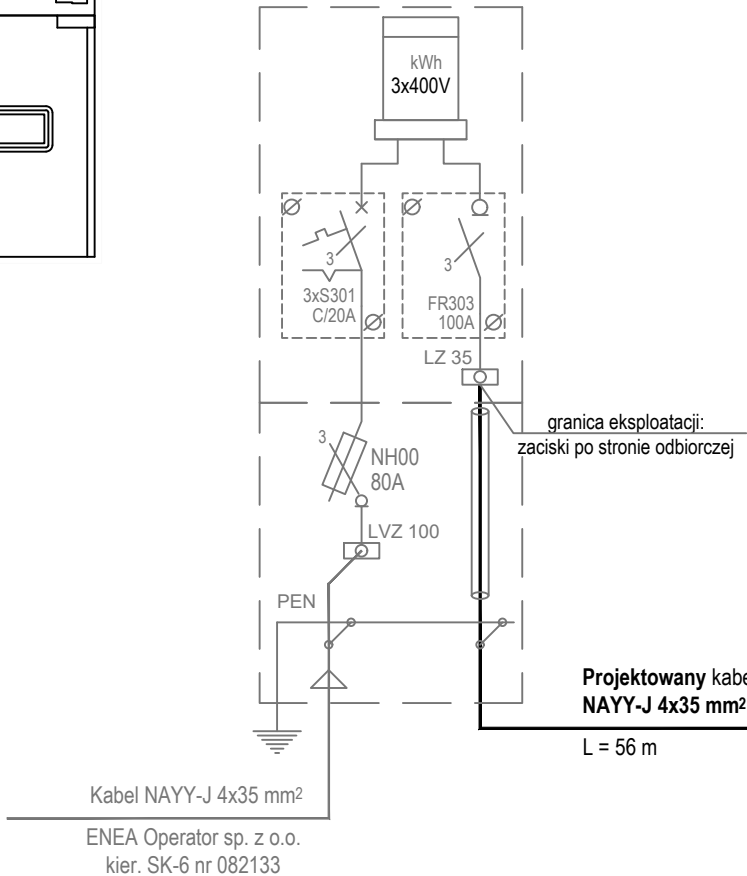 kWh
3x400V
3
3xS301
C/20A
3
FR303
100A
LZ 35
granica eksploatacji:
zaciski po stronie odbiorczej
3
NH00
80A
LVZ 100
PEN
Projektowany kabe
NAYY-J 4x35 mm²
L = 56 m
Kabel NAYY-J 4x35 mm²
ENEA Operator sp. z o.o.
kier. SK-6 nr 082133